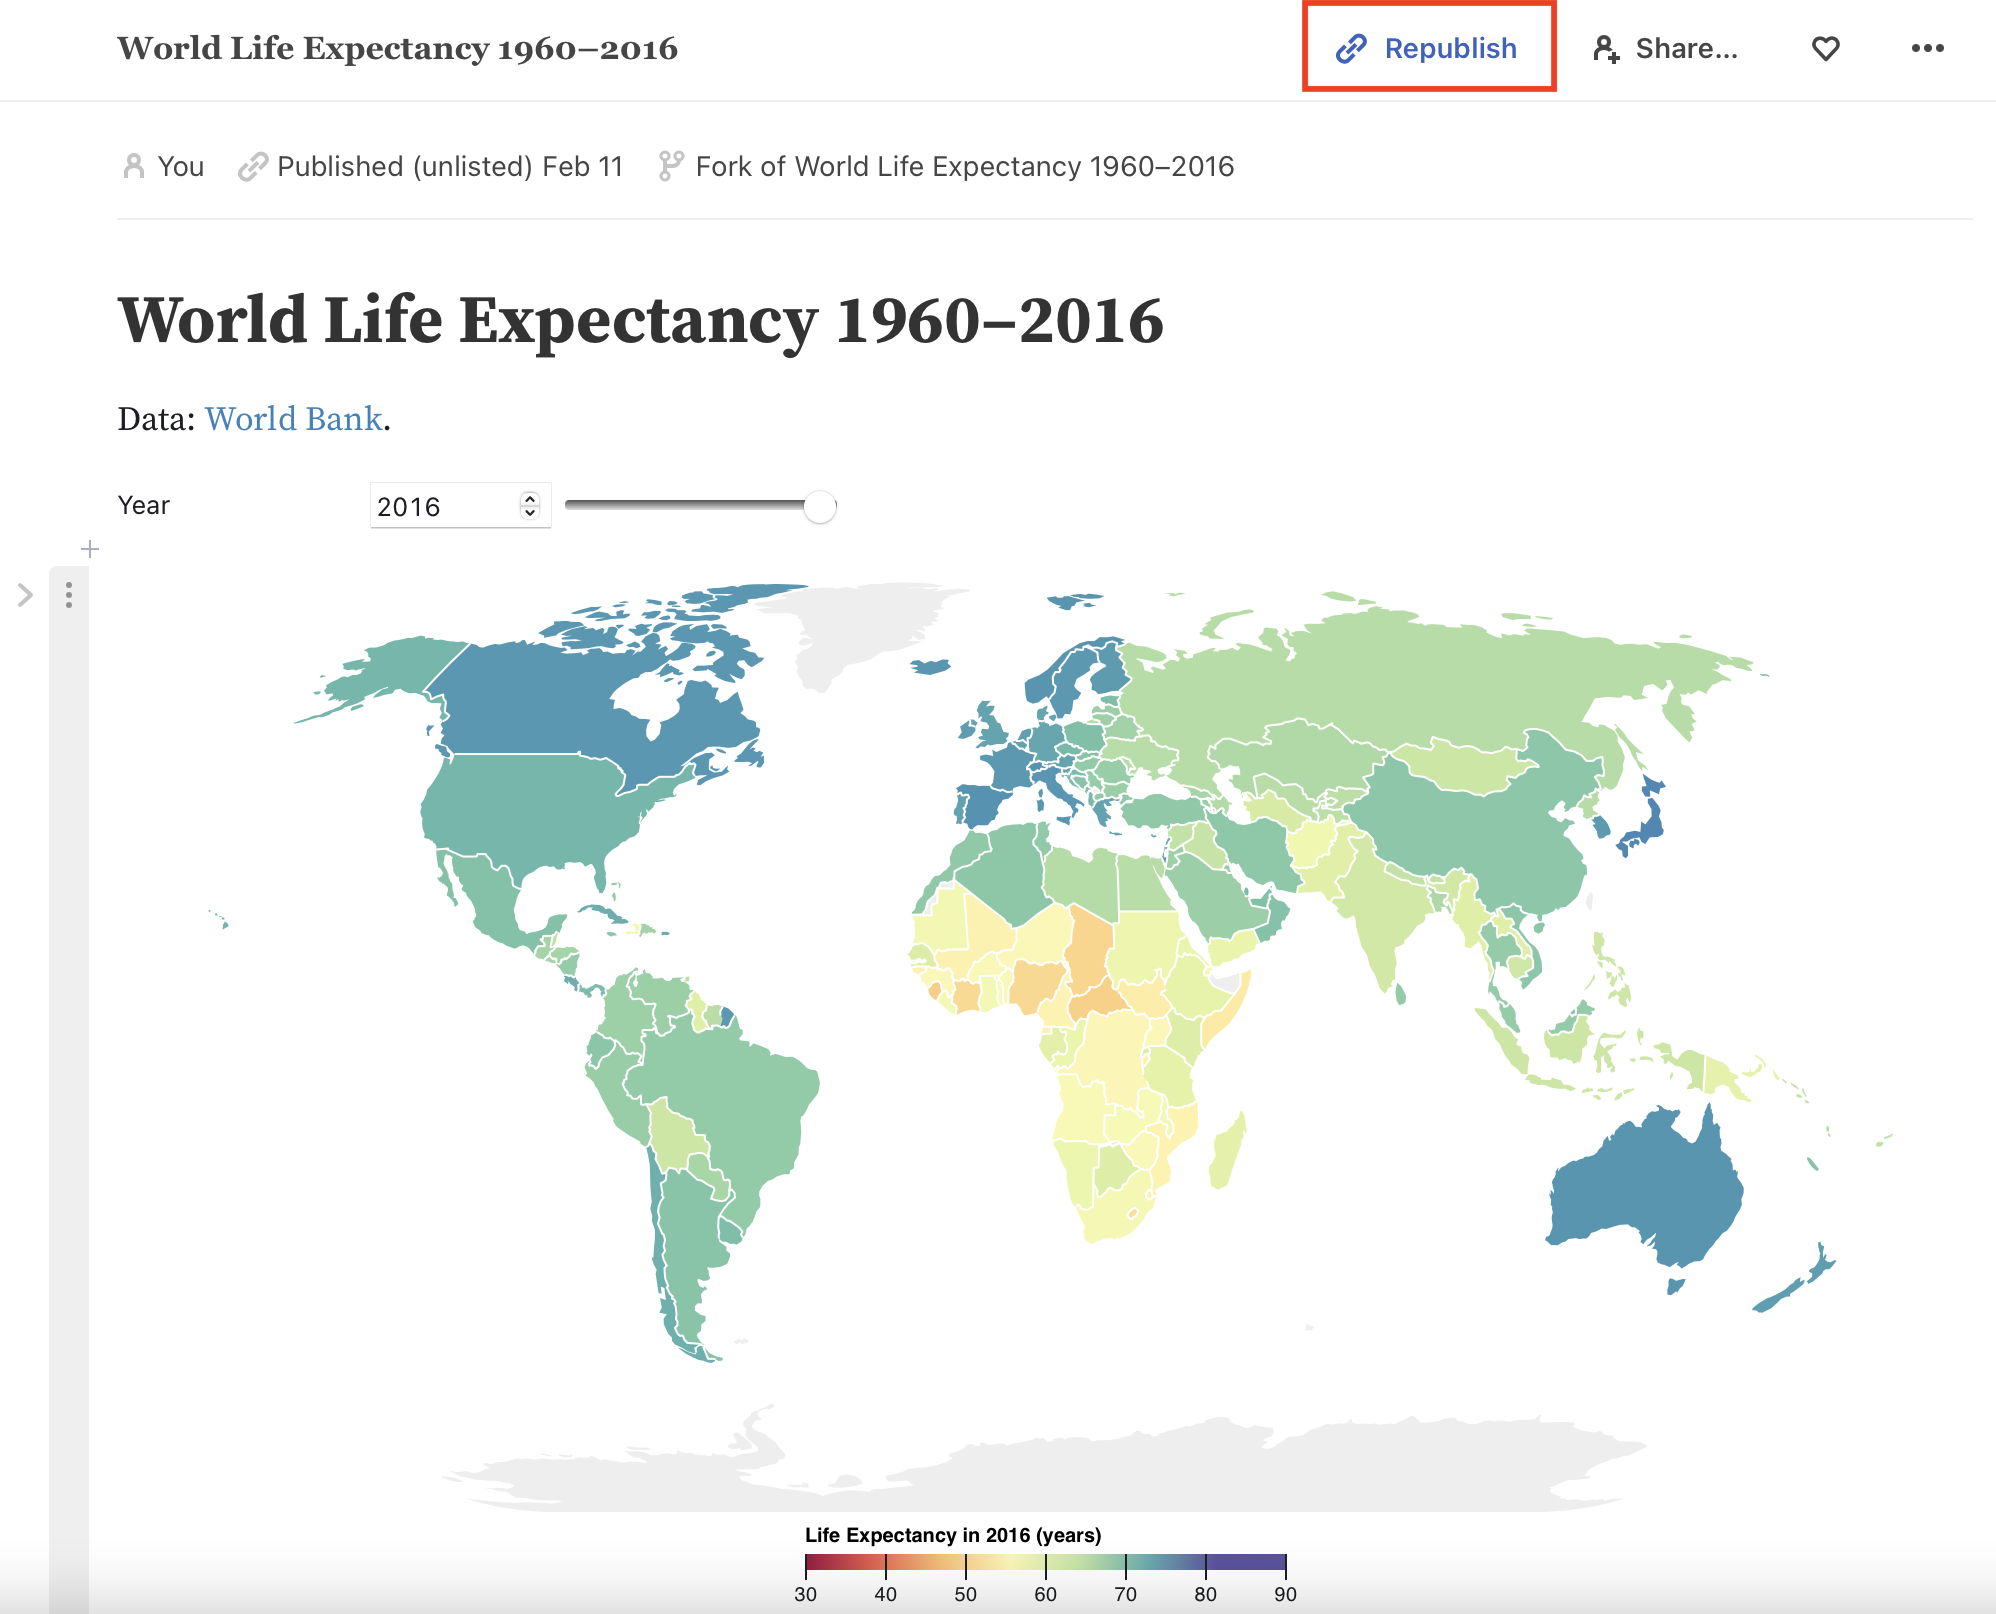 World Life Expectancy 1960–2016
Republish
Share...
You
Published (unlisted) Feb 11
Fork of World Life Expectancy 1960–2016
World Life Expectancy 1960–2016
Data: World Bank.
Year
2016
Life Expectancy in 2016 (years)
30 40 50 60 70 80 90